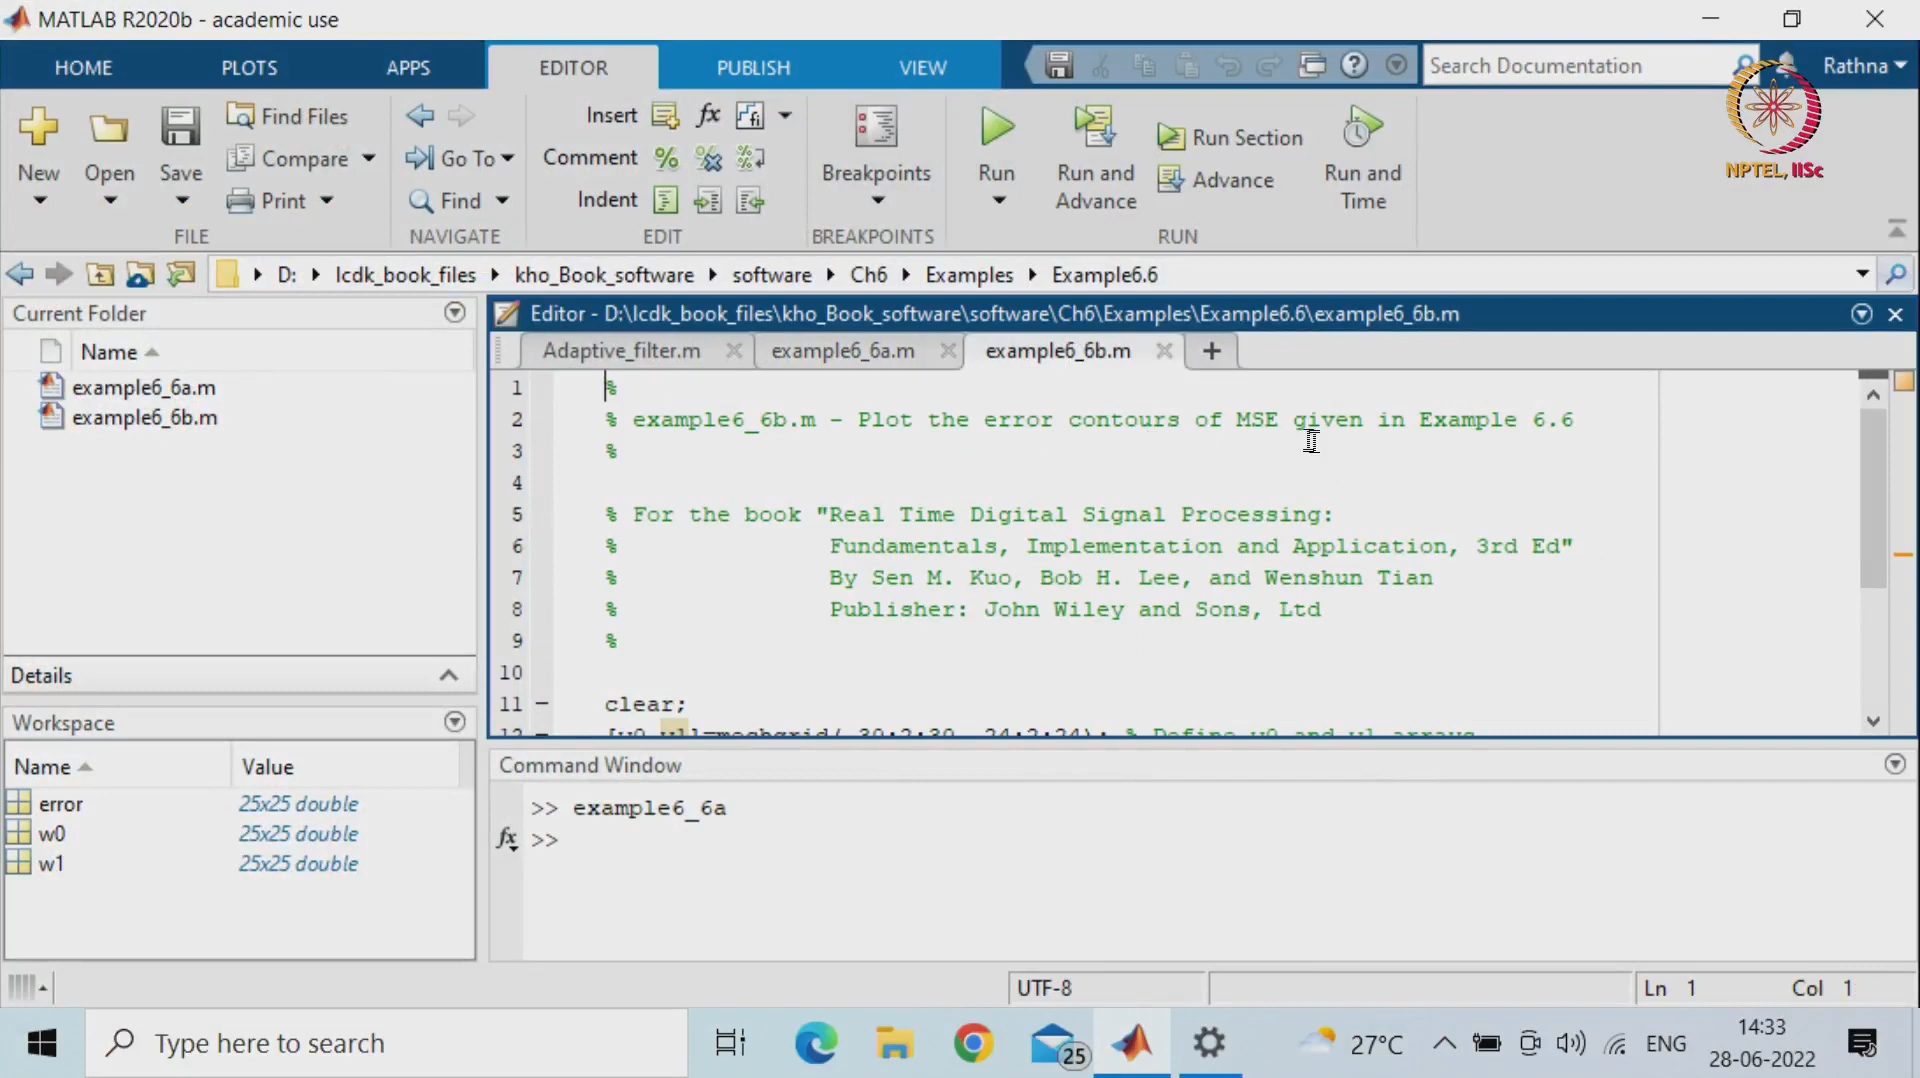 MATLAB R2020b - academic use
HOME PLOTS APPS EDITOR PUBLISH VIEW Search Documentation Rathna
New Open Save Find Files Compare Print FILE
Go To Find NAVIGATE
Insert fx Comment Indent EDIT
Breakpoints BREAKPOINTS
Run Run and Advance Run Section Advance Run and Time RUN
NPTEL, IISc
D: lcdk_book_files kho_Book_software software Ch6 Examples Example6.6
Current Folder
Name
example6_6a.m
example6_6b.m
Details
Workspace
Name Value
error 25x25 double
w0 25x25 double
w1 25x25 double
Editor - D:\lcdk_book_files\kho_Book_software\software\Ch6\Examples\Example6.6\example6_6b.m
Adaptive_filter.m example6_6a.m example6_6b.m
1 %
2 % example6_6b.m - Plot the error contours of MSE given in Example 6.6
3 %
4
5 % For the book "Real Time Digital Signal Processing:
6 % Fundamentals, Implementation and Application, 3rd Ed"
7 % By Sen M. Kuo, Bob H. Lee, and Wenshun Tian
8 % Publisher: John Wiley and Sons, Ltd
9 %
10
11 clear;
Command Window
>> example6_6a
fx >>
UTF-8 Ln 1 Col 1
Type here to search 25 27°C ENG 14:33
28-06-2022